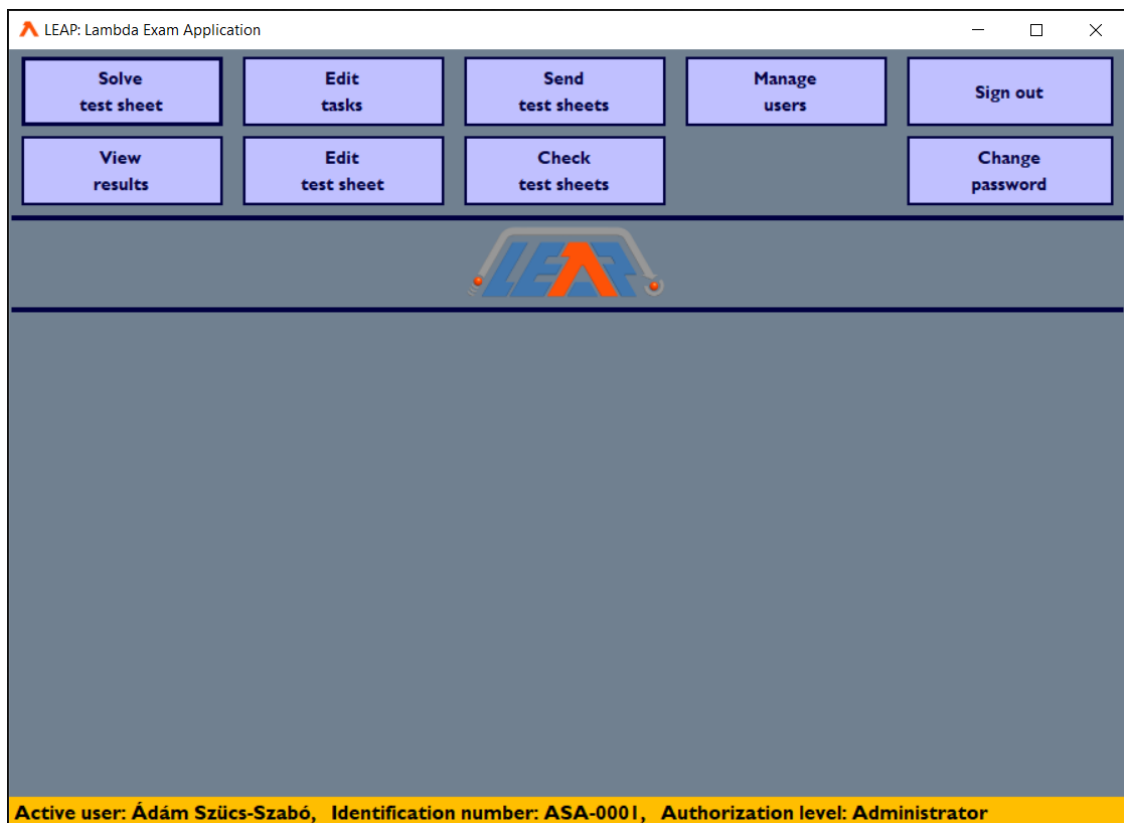 LEAP: Lambda Exam Application
Solve
test sheet
Edit
tasks
Send
test sheets
Manage
users
Sign out
View
results
Edit
test sheet
Check
test sheets
Change
password
LEAP
Active user: Ádám Szücs-Szabó, Identification number: ASA-0001, Authorization level: Administrator